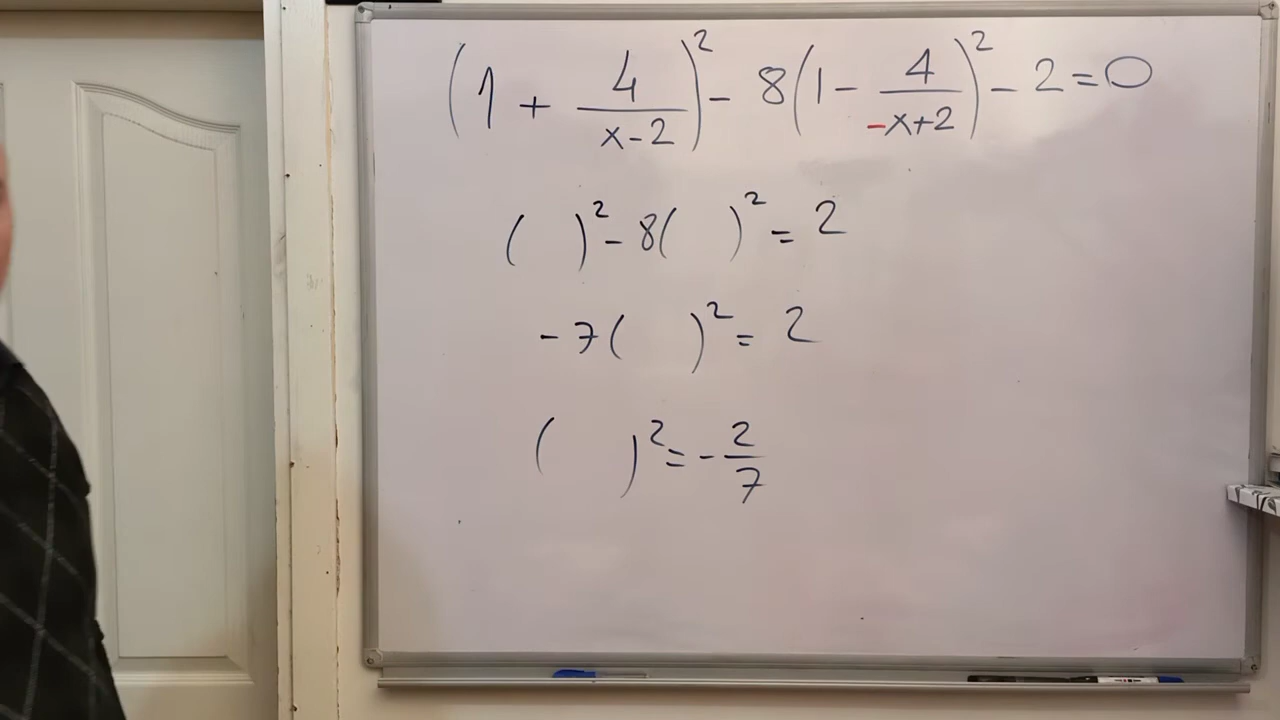 (1 + 4/(x-2))² - 8(1 - 4/(-x+2))² - 2 = 0
( )² - 8( )² = 2
-7( )² = 2
( )² = -2/7